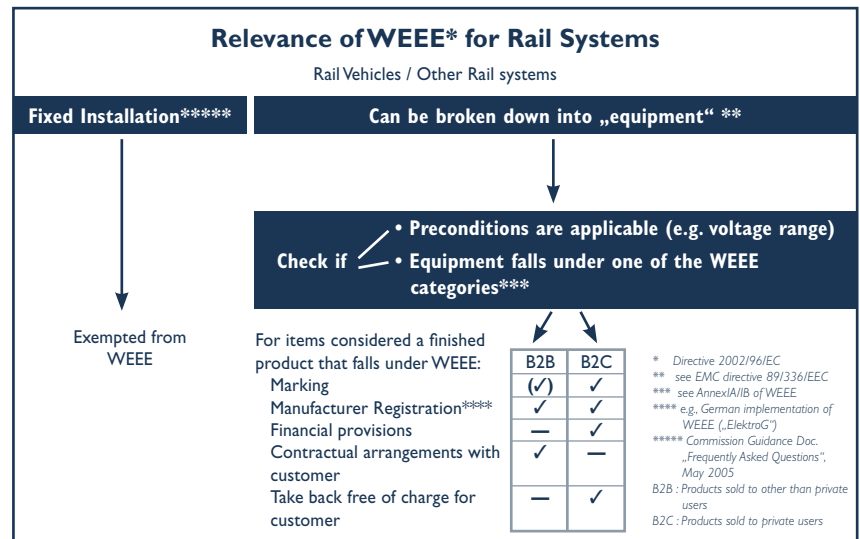 Relevance of WEEE* for Rail Systems
Rail Vehicles / Other Rail systems
Fixed Installation*****
Can be broken down into „equipment“ **
Check if
• Preconditions are applicable (e.g. voltage range)
• Equipment falls under one of the WEEE
categories***
Exempted from
WEEE
For items considered a finished
product that falls under WEEE:
B2B B2C
Marking (✓) ✓
Manufacturer Registration**** ✓ ✓
Financial provisions — ✓
Contractual arrangements with
customer ✓ —
Take back free of charge for
customer — ✓
* Directive 2002/96/EC
** see EMC directive 89/336/EEC
*** see AnnexIA/IB of WEEE
**** e.g., German implementation of
WEEE („ElektroG“)
***** Commission Guidance Doc.
„Frequently Asked Questions“,
May 2005
B2B : Products sold to other than private
users
B2C : Products sold to private users